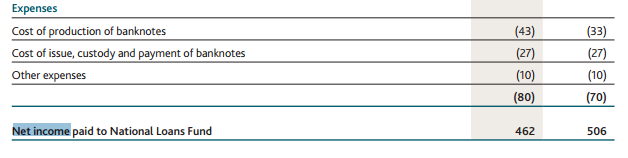 Expenses
Cost of production of banknotes (43) (33)
Cost of issue, custody and payment of banknotes (27) (27)
Other expenses (10) (10)
(80) (70)
Net income paid to National Loans Fund 462 506